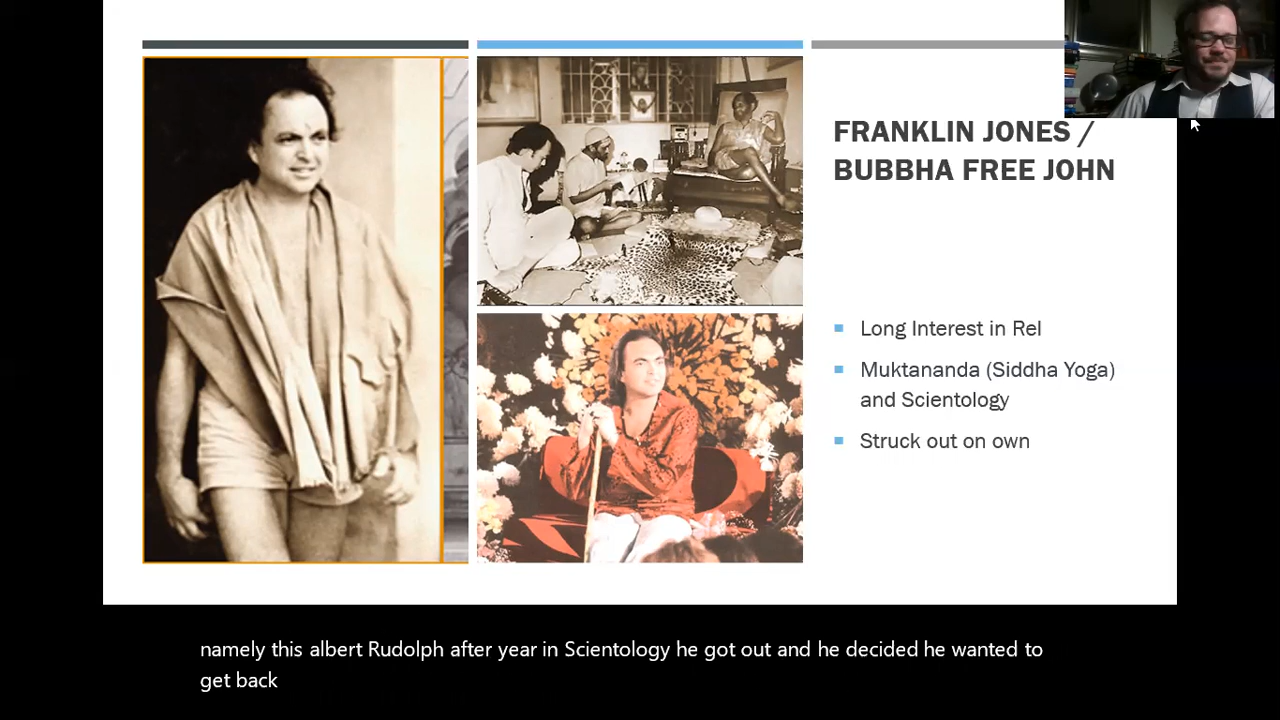 FRANKLIN JONES /
BUBBHA FREE JOHN
Long Interest in Rel
Muktananda (Siddha Yoga)
and Scientology
Struck out on own
namely this albert Rudolph after year in Scientology he got out and he decided he wanted to
get back